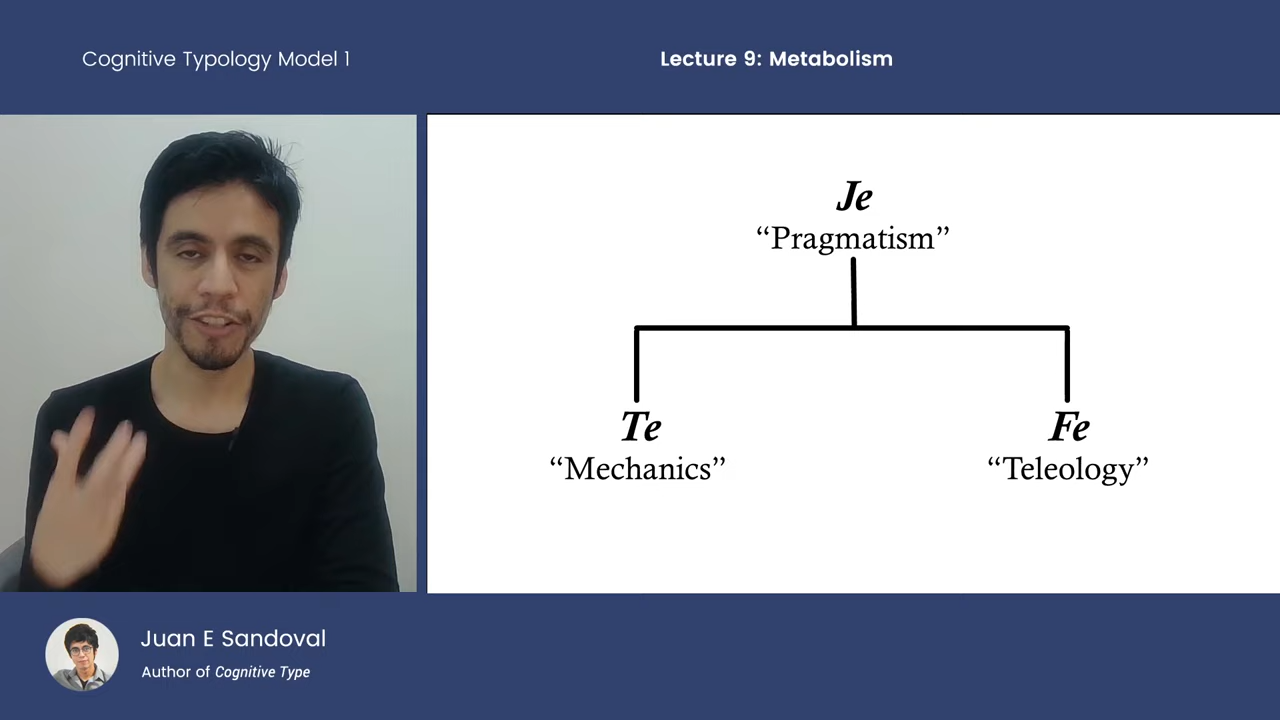 Cognitive Typology Model 1
Lecture 9: Metabolism
Je
“Pragmatism”
Te
“Mechanics”
Fe
“Teleology”
Juan E Sandoval
Author of Cognitive Type